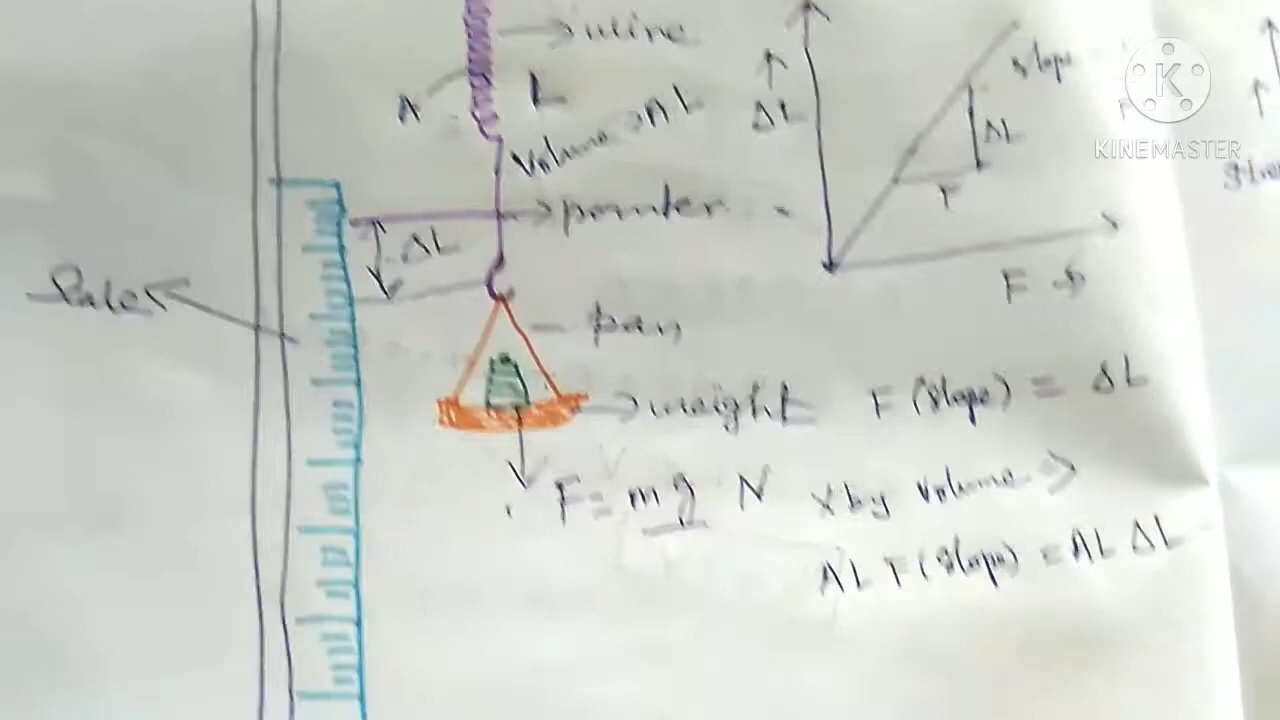 wire
A
L
Volume = AL
pointer
ΔL
Scale
pan
weight
F = mg N
ΔL
slope
ΔL
F
F →
KINEMASTER
F (slope) = ΔL
X by volume ⇒
AL F (slope) = AL ΔL